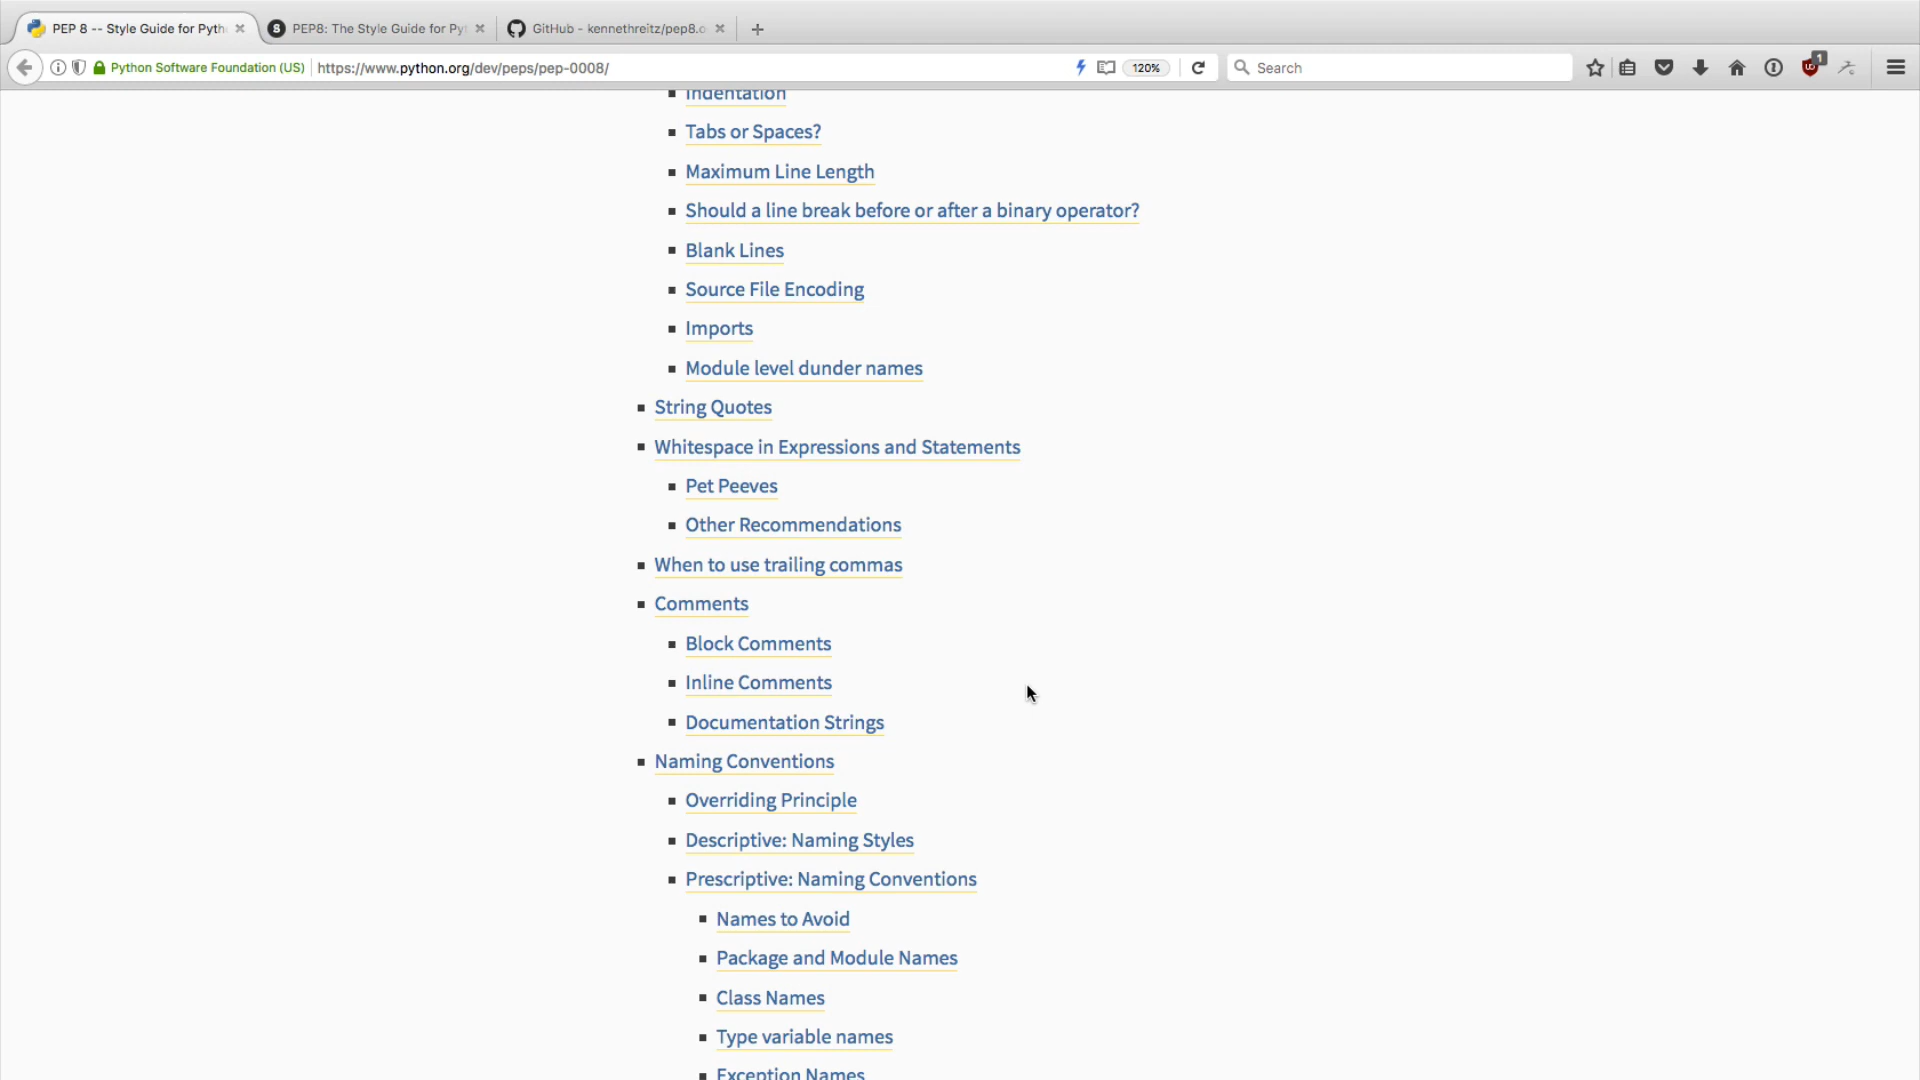 PEP 8 -- Style Guide for Pyth
PEP8: The Style Guide for Py
GitHub - kennethreitz/pep8.o
Python Software Foundation (US)
https://www.python.org/dev/peps/pep-0008/
120%
Search
1
Indentation
Tabs or Spaces?
Maximum Line Length
Should a line break before or after a binary operator?
Blank Lines
Source File Encoding
Imports
Module level dunder names
String Quotes
Whitespace in Expressions and Statements
Pet Peeves
Other Recommendations
When to use trailing commas
Comments
Block Comments
Inline Comments
Documentation Strings
Naming Conventions
Overriding Principle
Descriptive: Naming Styles
Prescriptive: Naming Conventions
Names to Avoid
Package and Module Names
Class Names
Type variable names
Exception Names